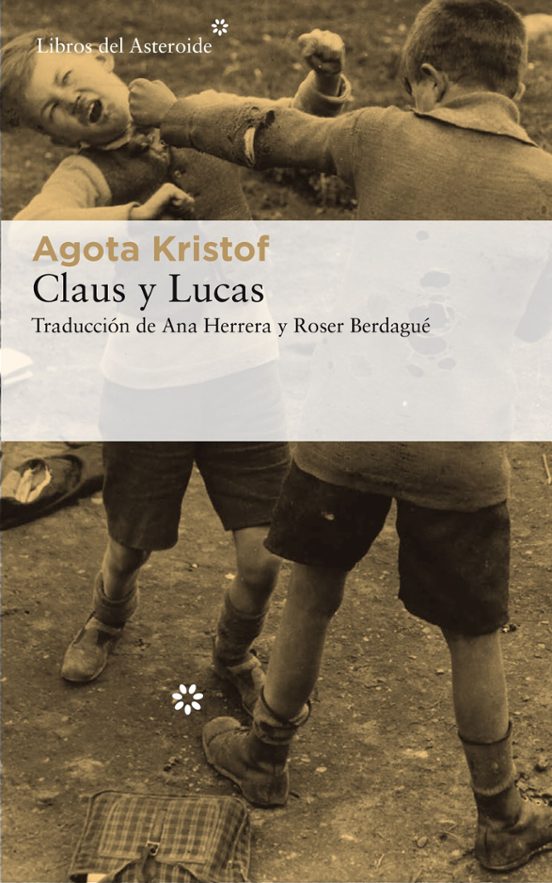 Libros del Asteroide
Agota Kristof
Claus y Lucas
Traducción de Ana Herrera y Roser Berdagué